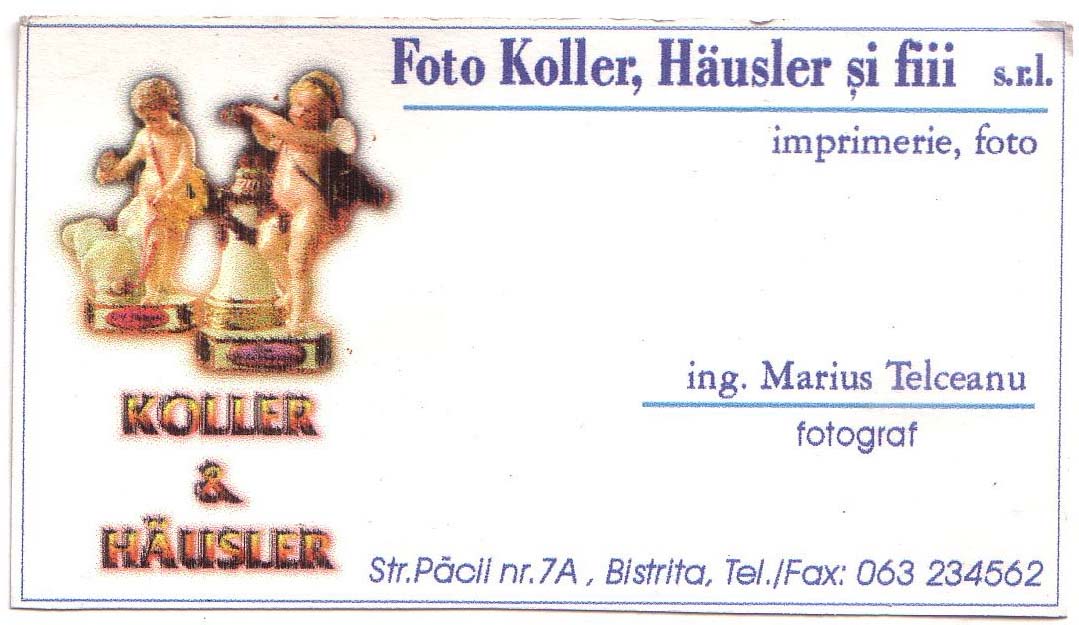 Foto Koller, Häusler și fiii s.r.l.
imprimerie, foto
ing. Marius Telceanu
fotograf
KOLLER
&
HÄUSLER
Str.Păcii nr.7A , Bistrita, Tel./Fax: 063 234562